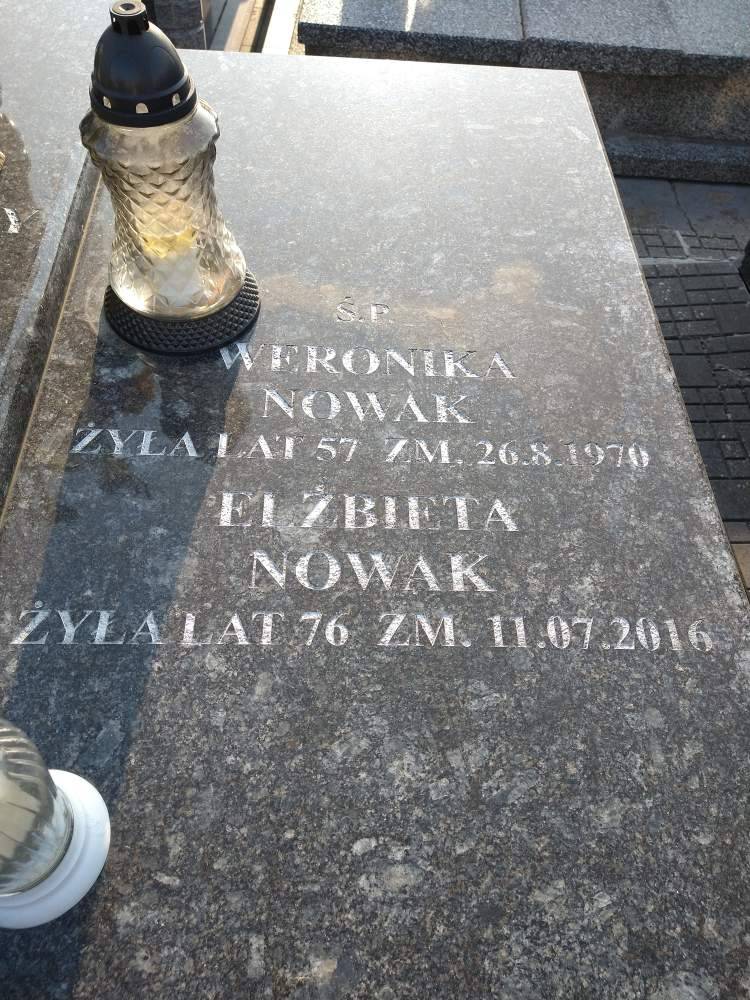 Ś.P.
WERONIKA
NOWAK
ŻYŁA LAT 57 ZM. 26.8.1970
ELŻBIETA
NOWAK
ŻYŁA LAT 76 ZM. 11.07.2016